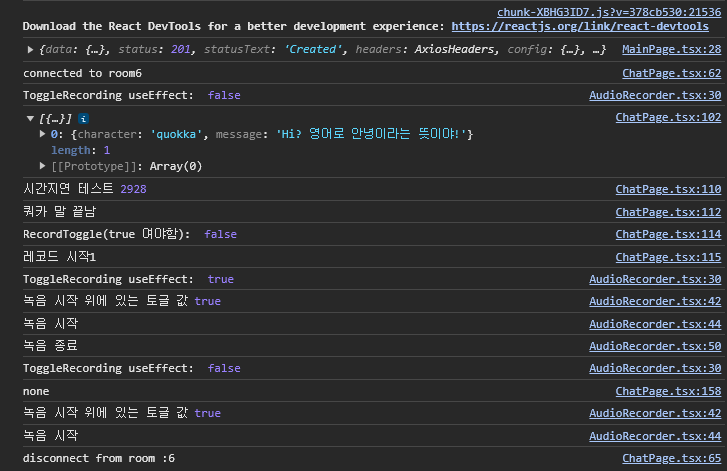 chunk-XBHG3ID7.js?v=378cb530:21536
Download the React DevTools for a better development experience: https://reactjs.org/link/react-devtools
{data: {…}, status: 201, statusText: 'Created', headers: AxiosHeaders, config: {…}, …} MainPage.tsx:28
connected to room6 ChatPage.tsx:62
ToggleRecording useEffect: false AudioRecorder.tsx:30
[{…}] i ChatPage.tsx:102
0: {character: 'quokka', message: 'Hi? 영어로 안녕이라는 뜻이야!'}
length: 1
[[Prototype]]: Array(0)
시간지연 테스트 2928 ChatPage.tsx:110
쿼카 말 끝남 ChatPage.tsx:112
RecordToggle(true 여야함): false ChatPage.tsx:114
레코드 시작1 ChatPage.tsx:115
ToggleRecording useEffect: true AudioRecorder.tsx:30
녹음 시작 위에 있는 토글 값 true AudioRecorder.tsx:42
녹음 시작 AudioRecorder.tsx:44
녹음 종료 AudioRecorder.tsx:50
ToggleRecording useEffect: false AudioRecorder.tsx:30
none ChatPage.tsx:158
녹음 시작 위에 있는 토글 값 true AudioRecorder.tsx:42
녹음 시작 AudioRecorder.tsx:44
disconnect from room :6 ChatPage.tsx:65